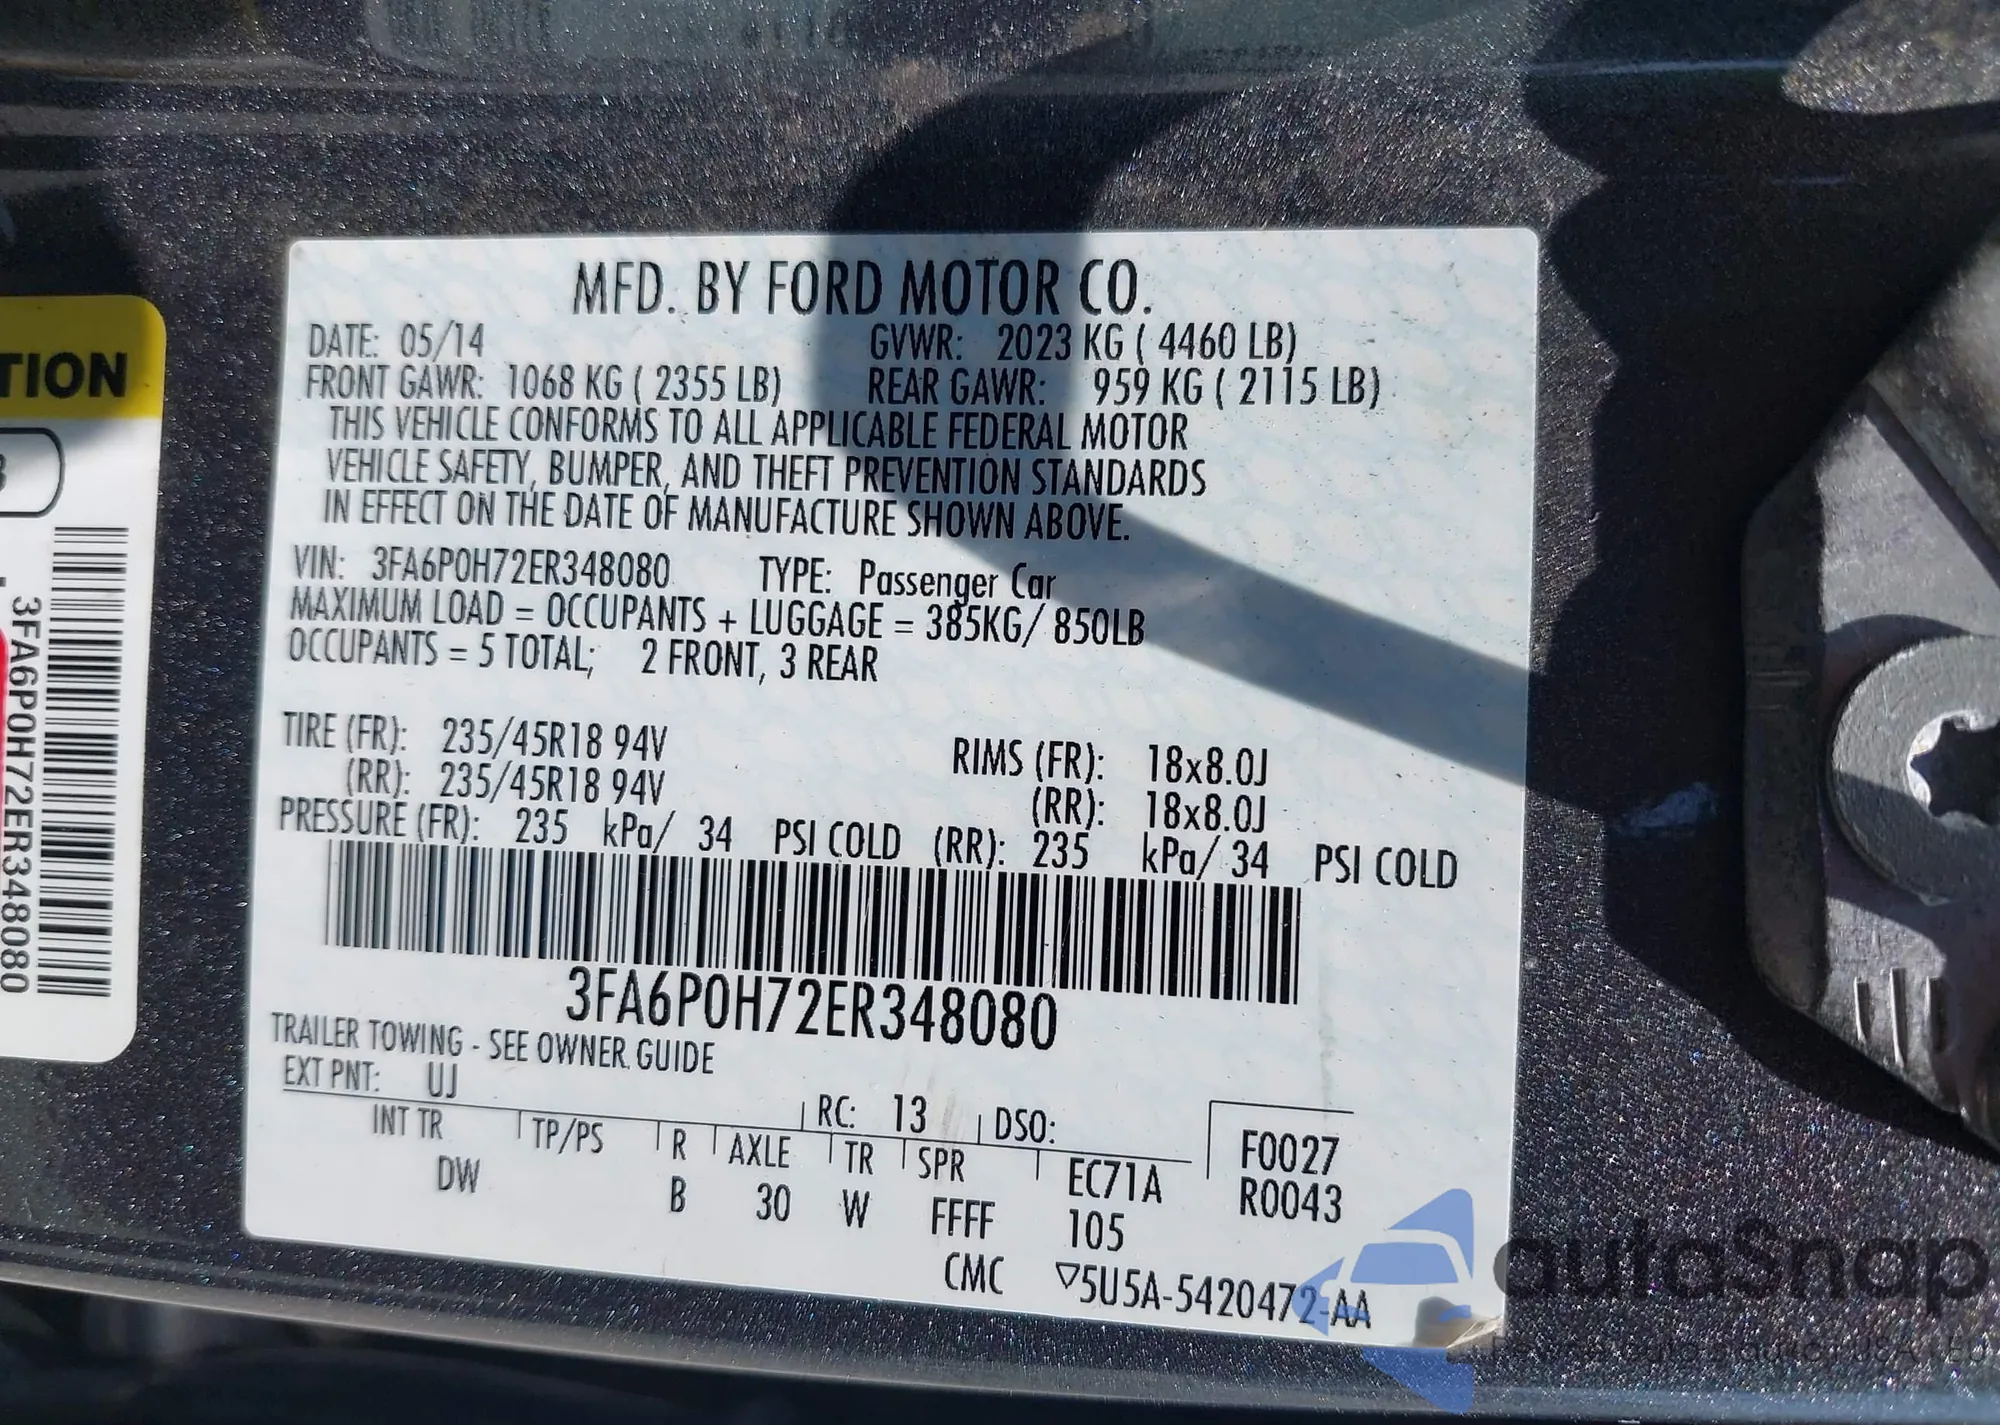 MFD. BY FORD MOTOR CO.
DATE: 05/14 GVWR: 2023 KG ( 4460 LB)
FRONT GAWR: 1068 KG ( 2355 LB) REAR GAWR: 959 KG ( 2115 LB)
THIS VEHICLE CONFORMS TO ALL APPLICABLE FEDERAL MOTOR
VEHICLE SAFETY, BUMPER, AND THEFT PREVENTION STANDARDS
IN EFFECT ON THE DATE OF MANUFACTURE SHOWN ABOVE.
VIN: 3FA6P0H72ER348080 TYPE: Passenger Car
MAXIMUM LOAD = OCCUPANTS + LUGGAGE = 385KG/ 850LB
OCCUPANTS = 5 TOTAL; 2 FRONT, 3 REAR
TIRE (FR): 235/45R18 94V RIMS (FR): 18x8.0J
(RR): 235/45R18 94V (RR): 18x8.0J
PRESSURE (FR): 235 kPa/ 34 PSI COLD (RR): 235 kPa/ 34 PSI COLD
3FA6P0H72ER348080
TRAILER TOWING - SEE OWNER GUIDE
EXT PNT: UJ RC: 13 DSO:
INT TR TP/PS R AXLE TR SPR EC71A F0027
DW B 30 W FFFF 105 R0043
CMC ▽5U5A-5420472-AA
TION
3FA6P0H72ER348080
autoSnap